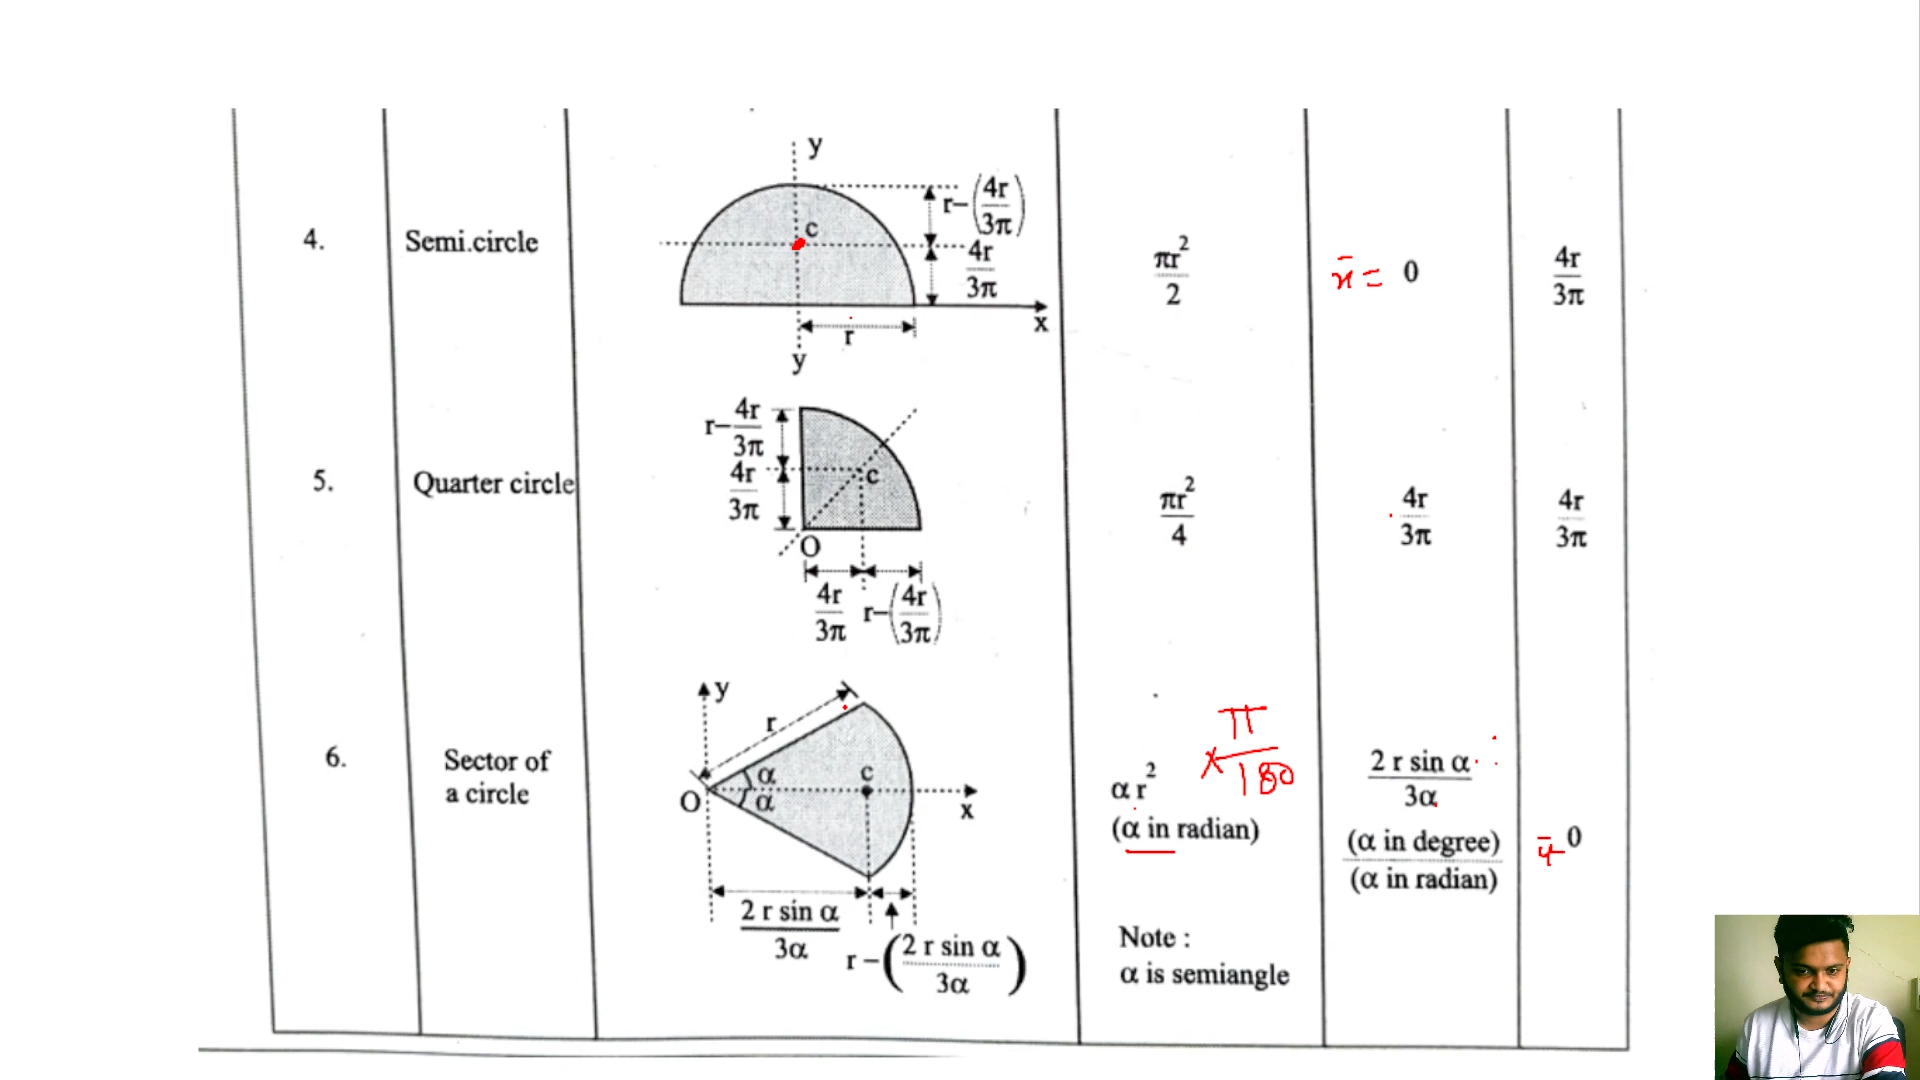 4.
Semi.circle
y
c
r–(4r/3π)
4r/3π
x
r
y
πr²/2
x̄ = 0
4r/3π
5.
Quarter circle
r–4r/3π
4r/3π
c
O
4r/3π r–(4r/3π)
πr²/4
4r/3π
4r/3π
6.
Sector of
a circle
y
r
α
α
c
O
x
2 r sin α/3α
r –(2 r sin α/3α)
α r² × π/180
(α in radian)
Note :
α is semiangle
2 r sin α/3α
(α in degree)
(α in radian)
0